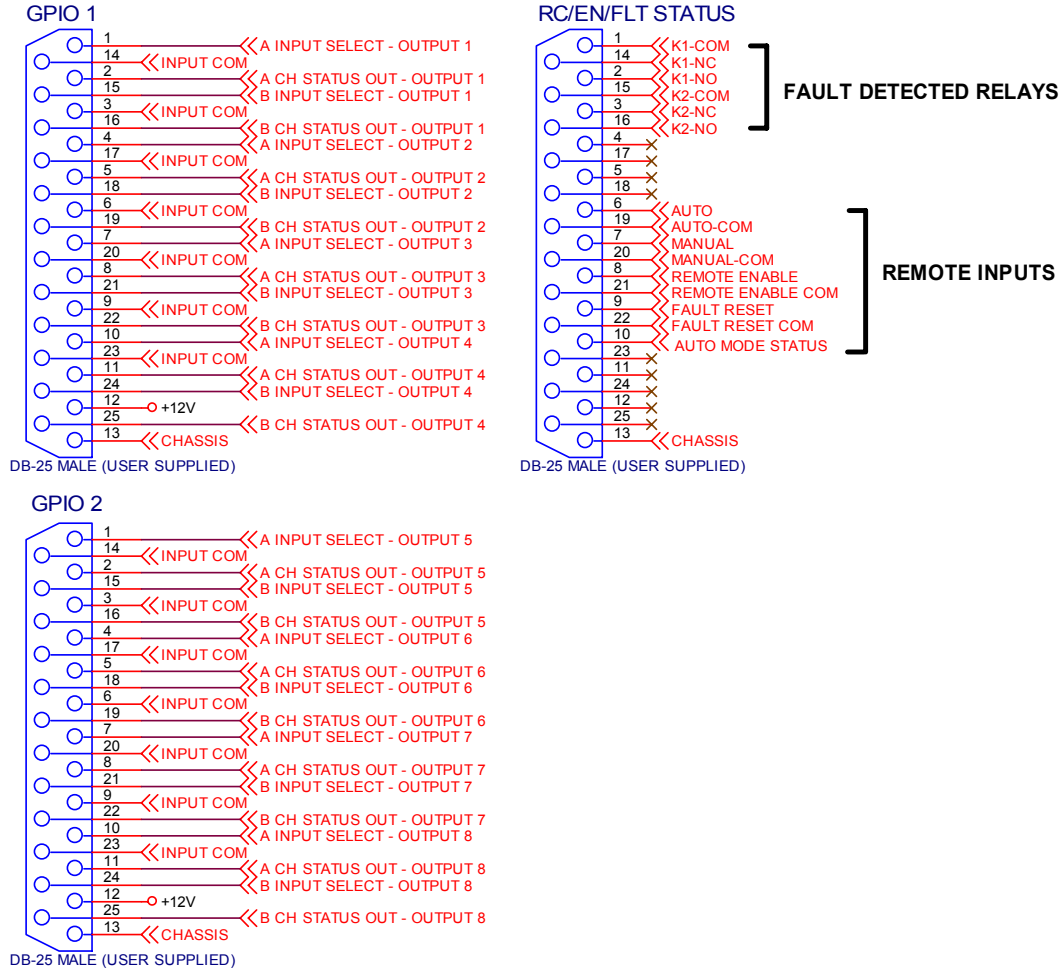 GPIO 1
1 A INPUT SELECT - OUTPUT 1
14 INPUT COM
2 A CH STATUS OUT - OUTPUT 1
15 B INPUT SELECT - OUTPUT 1
3 INPUT COM
16 B CH STATUS OUT - OUTPUT 1
4 A INPUT SELECT - OUTPUT 2
17 INPUT COM
5 A CH STATUS OUT - OUTPUT 2
18 B INPUT SELECT - OUTPUT 2
6 INPUT COM
19 B CH STATUS OUT - OUTPUT 2
7 A INPUT SELECT - OUTPUT 3
20 INPUT COM
8 A CH STATUS OUT - OUTPUT 3
21 B INPUT SELECT - OUTPUT 3
9 INPUT COM
22 B CH STATUS OUT - OUTPUT 3
10 A INPUT SELECT - OUTPUT 4
23 INPUT COM
11 A CH STATUS OUT - OUTPUT 4
24 B INPUT SELECT - OUTPUT 4
12 +12V
25 B CH STATUS OUT - OUTPUT 4
13 CHASSIS
DB-25 MALE (USER SUPPLIED)
RC/EN/FLT STATUS
1 K1-COM
14 K1-NC
2 K1-NO
15 K2-COM
3 K2-NC
16 K2-NO
FAULT DETECTED RELAYS
4
17
5
18
6 AUTO
19 AUTO-COM
7 MANUAL
20 MANUAL-COM
8 REMOTE ENABLE
21 REMOTE ENABLE COM
9 FAULT RESET
22 FAULT RESET COM
10 AUTO MODE STATUS
REMOTE INPUTS
23
11
24
12
25
13 CHASSIS
DB-25 MALE (USER SUPPLIED)
GPIO 2
1 A INPUT SELECT - OUTPUT 5
14 INPUT COM
2 A CH STATUS OUT - OUTPUT 5
15 B INPUT SELECT - OUTPUT 5
3 INPUT COM
16 B CH STATUS OUT - OUTPUT 5
4 A INPUT SELECT - OUTPUT 6
17 INPUT COM
5 A CH STATUS OUT - OUTPUT 6
18 B INPUT SELECT - OUTPUT 6
6 INPUT COM
19 B CH STATUS OUT - OUTPUT 6
7 A INPUT SELECT - OUTPUT 7
20 INPUT COM
8 A CH STATUS OUT - OUTPUT 7
21 B INPUT SELECT - OUTPUT 7
9 INPUT COM
22 B CH STATUS OUT - OUTPUT 7
10 A INPUT SELECT - OUTPUT 8
23 INPUT COM
11 A CH STATUS OUT - OUTPUT 8
24 B INPUT SELECT - OUTPUT 8
12 +12V
25 B CH STATUS OUT - OUTPUT 8
13 CHASSIS
DB-25 MALE (USER SUPPLIED)